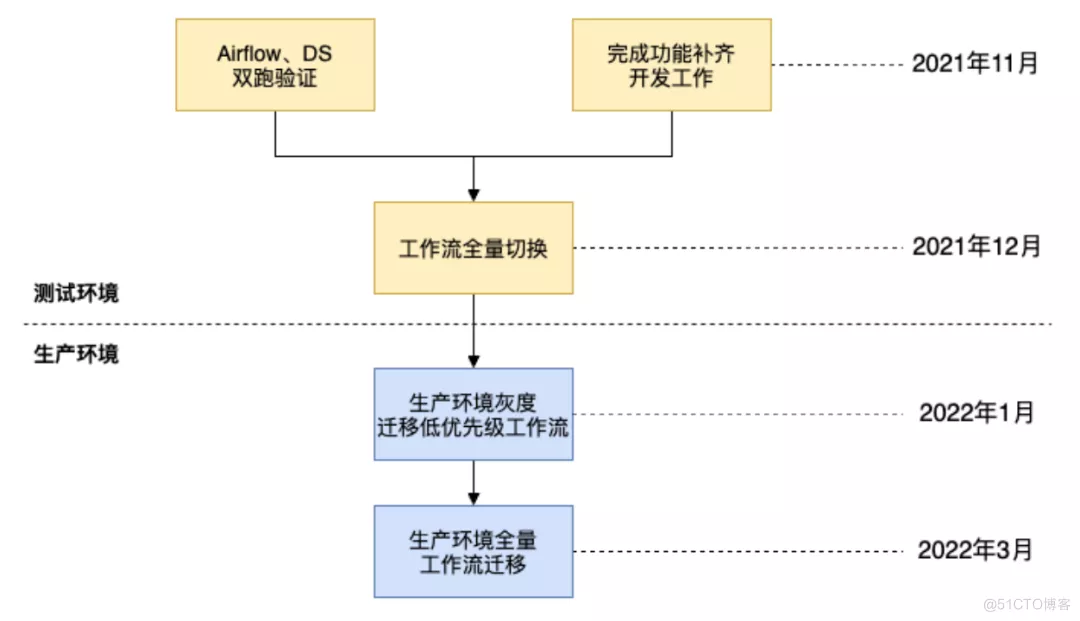 Airflow、DS
双跑验证
完成功能补齐
开发工作
2021年11月
工作流全量切换
2021年12月
测试环境
生产环境
生产环境灰度
迁移低优先级工作流
2022年1月
生产环境全量
工作流迁移
2022年3月
@51CTO博客